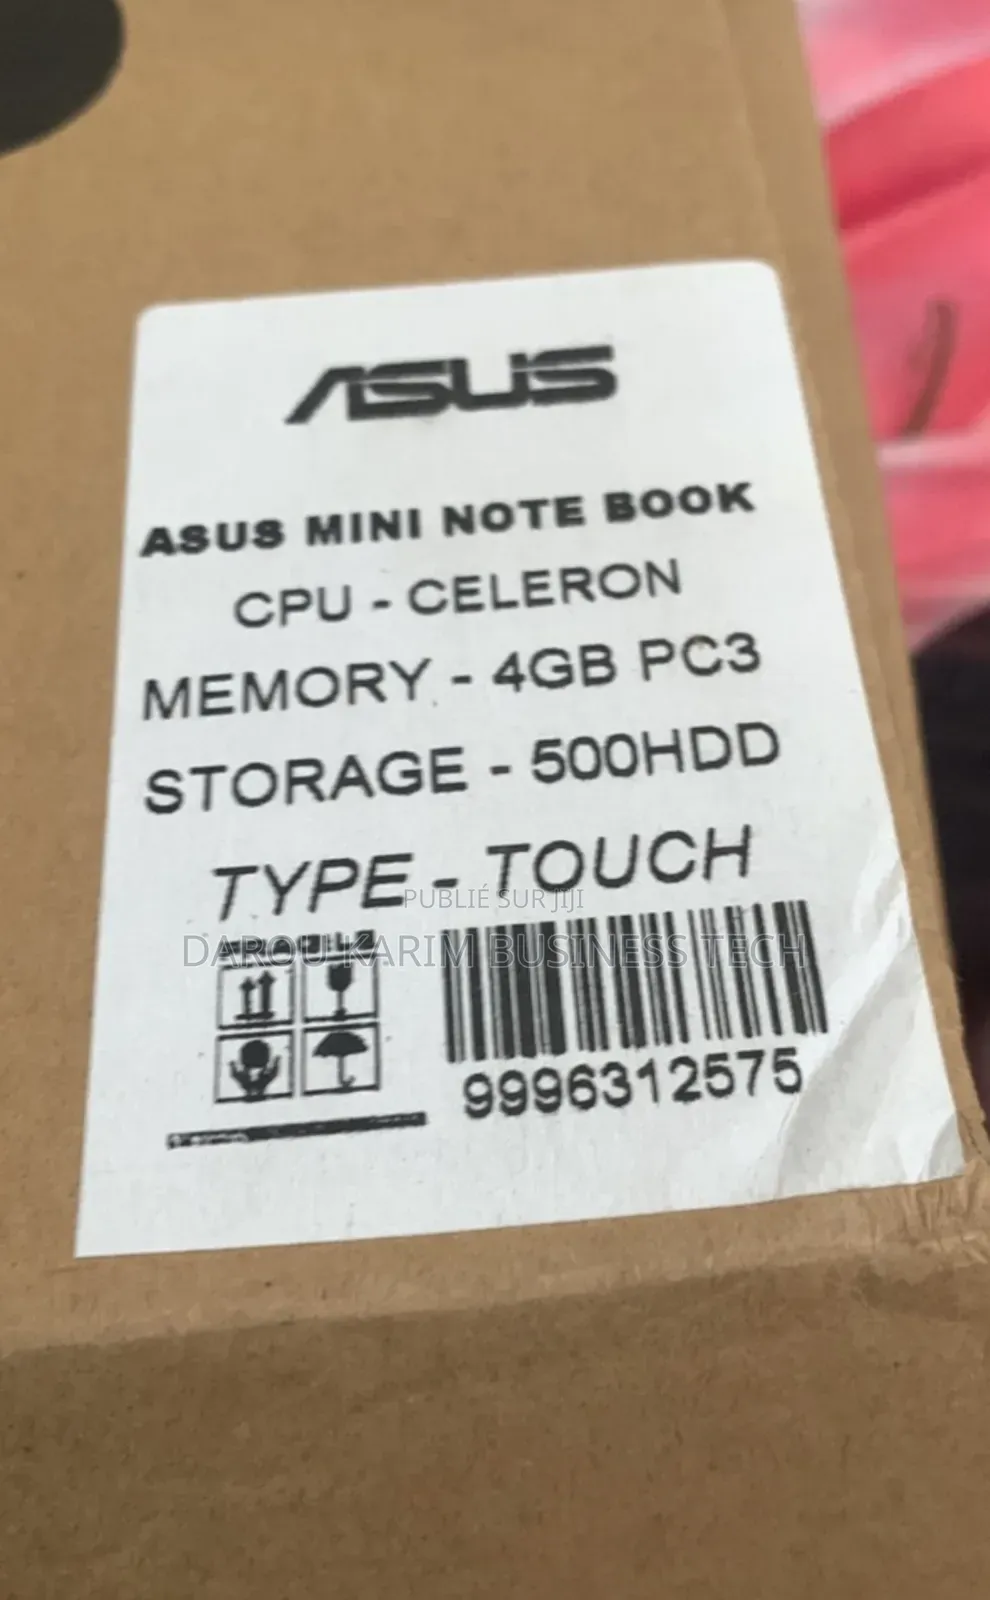 ASUS
ASUS MINI NOTE BOOK
CPU - CELERON
MEMORY - 4GB PC3
STORAGE - 500HDD
TYPE - TOUCH
PUBLIÉ SUR JIJI
DAROU KARIM BUSINESS TECH
9996312575